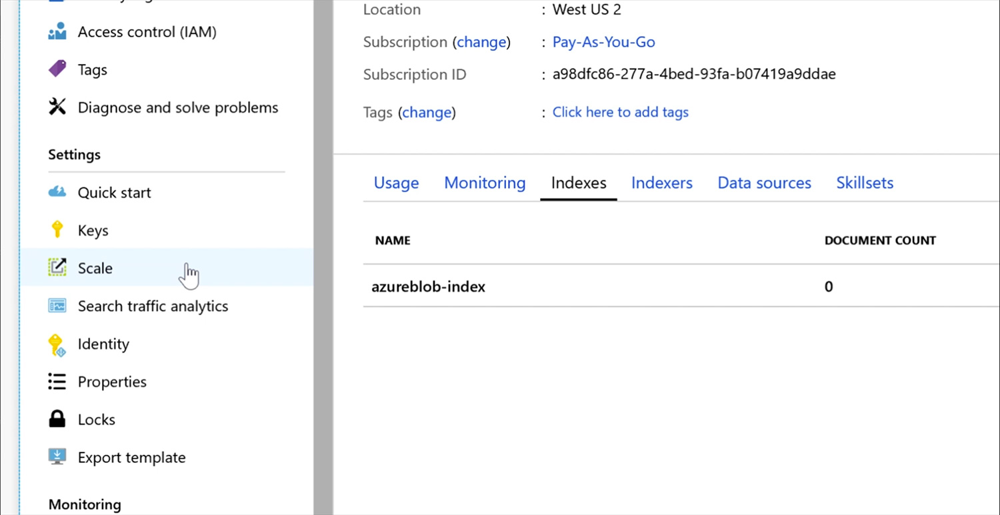 Access control (IAM)
Tags
Diagnose and solve problems
Settings
Quick start
Keys
Scale
Search traffic analytics
Identity
Properties
Locks
Export template
Monitoring
Location : West US 2
Subscription (change) : Pay-As-You-Go
Subscription ID : a98dfc86-277a-4bed-93fa-b07419a9ddae
Tags (change) : Click here to add tags
Usage Monitoring Indexes Indexers Data sources Skillsets
NAME DOCUMENT COUNT
azureblob-index 0